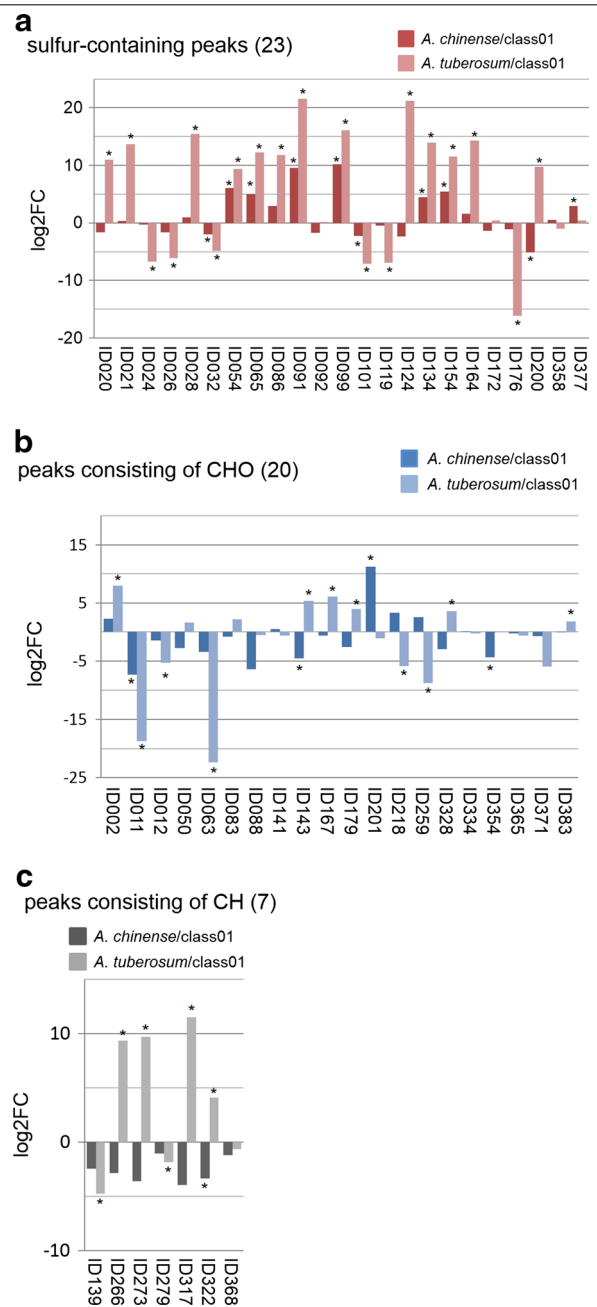 a
sulfur-containing peaks (23)
A. chinense/class01
A. tuberosum/class01
log2FC
20
10
0
-10
-20
ID020
ID021
ID024
ID026
ID028
ID032
ID054
ID065
ID086
ID091
ID092
ID099
ID101
ID119
ID124
ID134
ID154
ID164
ID172
ID176
ID200
ID358
ID377
b
peaks consisting of CHO (20)
A. chinense/class01
A. tuberosum/class01
log2FC
15
5
-5
-15
-25
ID002
ID011
ID012
ID050
ID063
ID083
ID088
ID141
ID143
ID167
ID179
ID201
ID218
ID259
ID328
ID334
ID354
ID365
ID371
ID383
c
peaks consisting of CH (7)
A. chinense/class01
A. tuberosum/class01
log2FC
10
0
-10
ID139
ID266
ID273
ID279
ID317
ID322
ID368